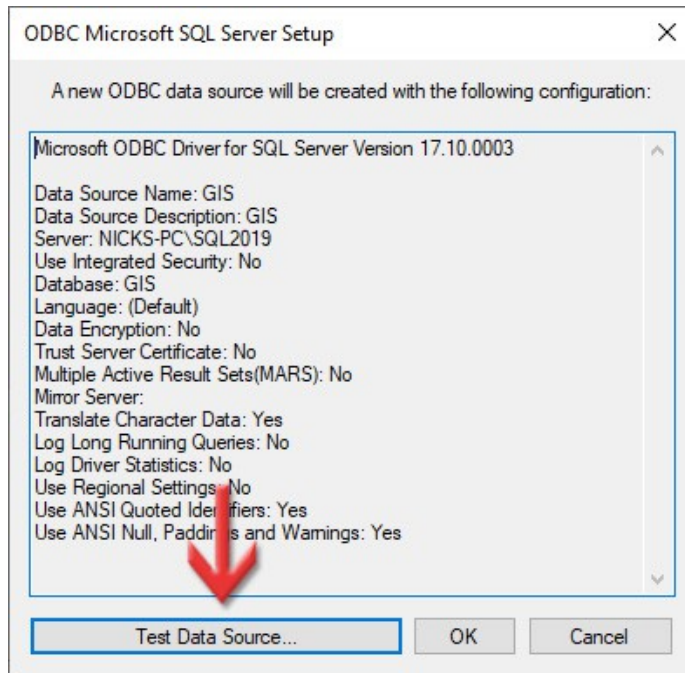 ODBC Microsoft SQL Server Setup
A new ODBC data source will be created with the following configuration:
Microsoft ODBC Driver for SQL Server Version 17.10.0003
Data Source Name: GIS
Data Source Description: GIS
Server: NICKS-PC\SQL2019
Use Integrated Security: No
Database: GIS
Language: (Default)
Data Encryption: No
Trust Server Certificate: No
Multiple Active Result Sets(MARS): No
Mirror Server:
Translate Character Data: Yes
Log Long Running Queries: No
Log Driver Statistics: No
Use Regional Settings: No
Use ANSI Quoted Identifiers: Yes
Use ANSI Null, Paddings and Warnings: Yes
Test Data Source...
OK
Cancel